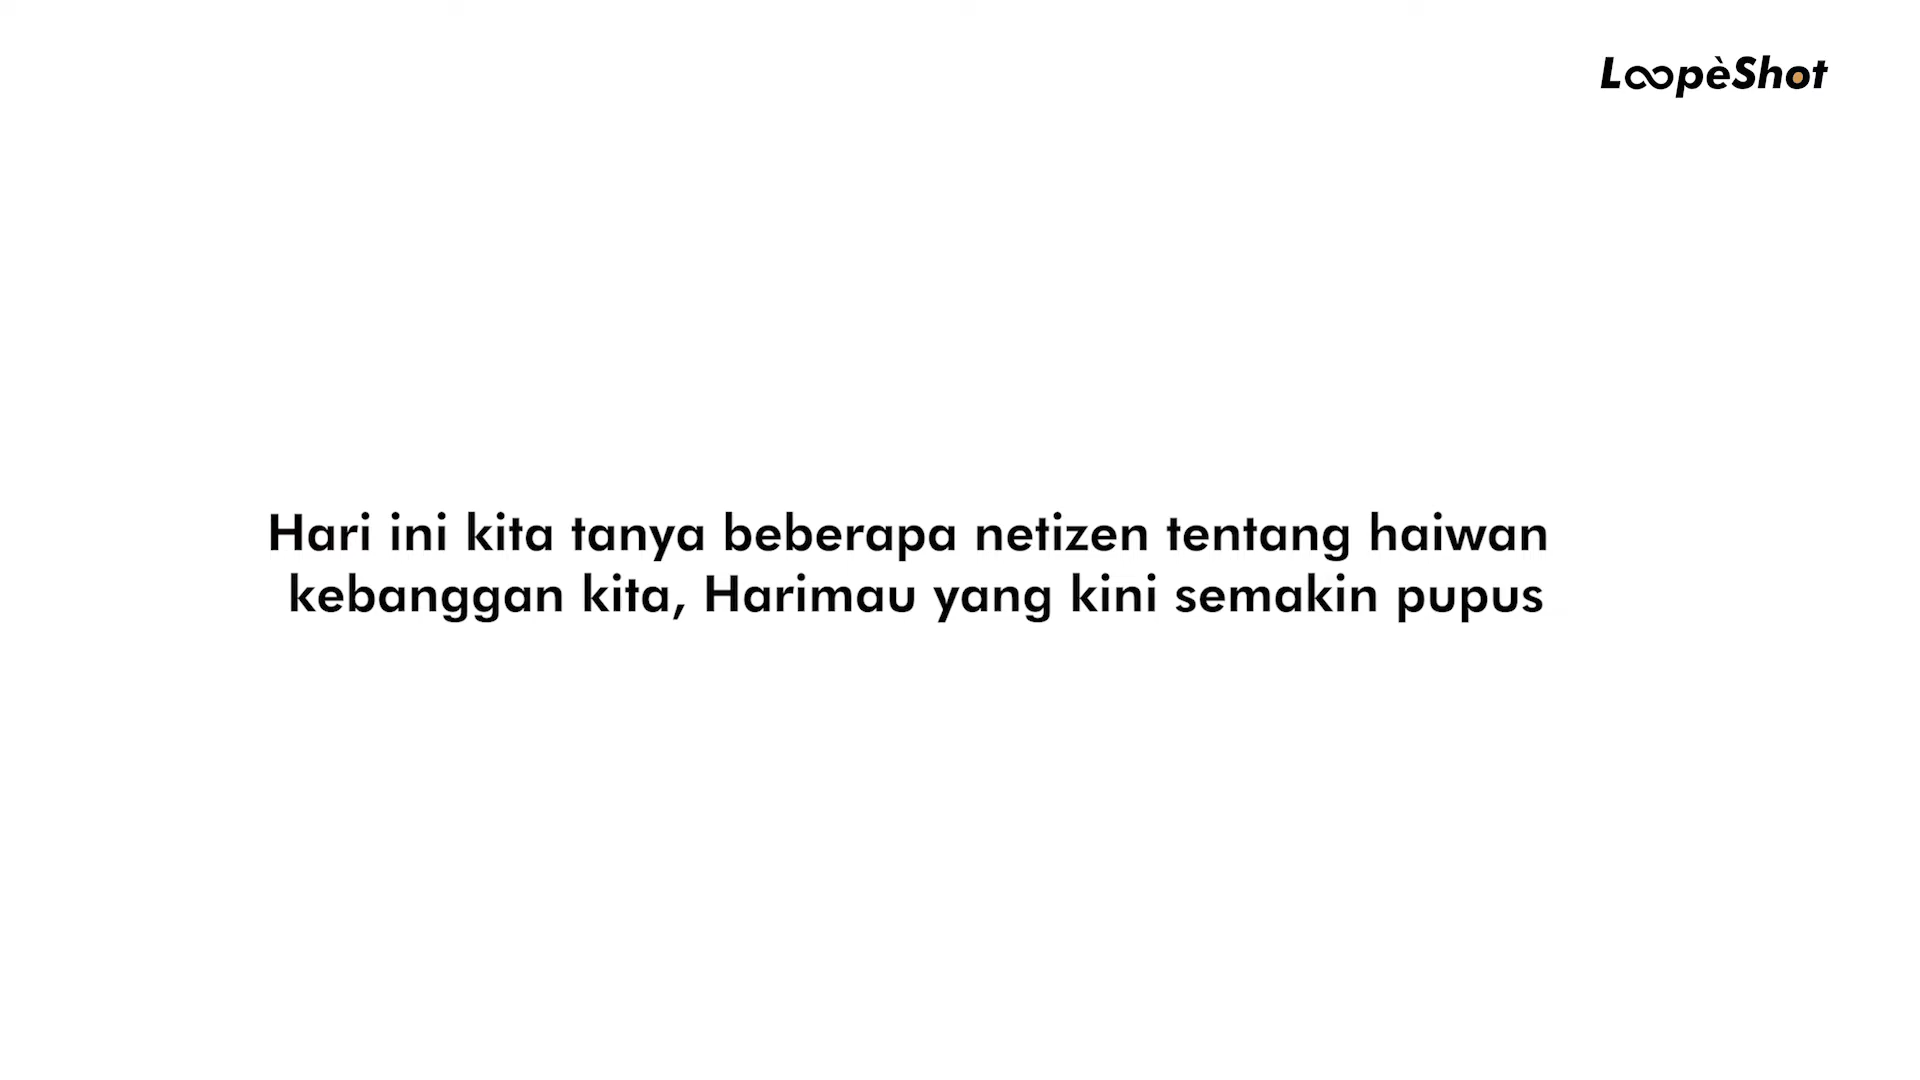 LoopèShot
Hari ini kita tanya beberapa netizen tentang haiwan
kebanggan kita, Harimau yang kini semakin pupus